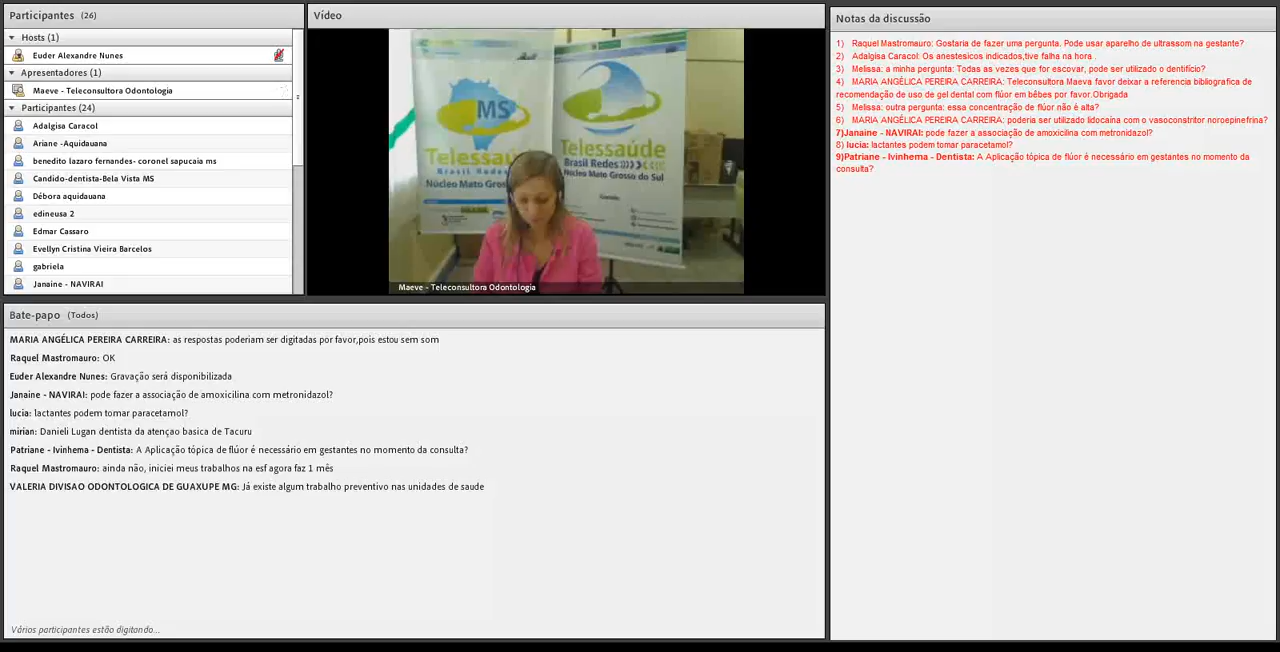 Participantes (26)
Hosts (1)
Euder Alexandre Nunes
Apresentadores (1)
Maeve - Teleconsultora Odontologia
Participantes (24)
Adalgisa Caracol
Ariane -Aquidauana
benedito lazaro fernandes- coronel sapucaia ms
Candido-dentista-Bela Vista MS
Débora aquidauana
edineusa 2
Edmar Cassaro
Evellyn Cristina Vieira Barcelos
gabriela
Janaine - NAVIRAI
Vídeo
MS
Telessaú
Brasil Redes
Núcleo Mato Gros
Telessaúde
Brasil Redes
Núcleo Mato Grosso do Sul
Maeve - Teleconsultora Odontologia
Bate-papo (Todos)
MARIA ANGÉLICA PEREIRA CARREIRA: as respostas poderiam ser digitadas por favor,pois estou sem som
Raquel Mastromauro: OK
Euder Alexandre Nunes: Gravação será disponibilizada
Janaine - NAVIRAI: pode fazer a associação de amoxicilina com metronidazol?
lucia: lactantes podem tomar paracetamol?
mirian: Danieli Lugan dentista da atençao basica de Tacuru
Patriane - Ivinhema - Dentista: A Aplicação tópica de flúor é necessário em gestantes no momento da consulta?
Raquel Mastromauro: ainda não, iniciei meus trabalhos na esf agora faz 1 mês
VALERIA DIVISAO ODONTOLOGICA DE GUAXUPE MG: Já existe algum trabalho preventivo nas unidades de saude
Vários participantes estão digitando...
Notas da discussão
1) Raquel Mastromauro: Gostaria de fazer uma pergunta. Pode usar aparelho de ultrassom na gestante?
2) Adalgisa Caracol: Os anestesicos indicados,tive falha na hora .
3) Melissa: a minha pergunta: Todas as vezes que for escovar, pode ser utilizado o dentifício?
4) MARIA ANGÉLICA PEREIRA CARREIRA: Teleconsultora Maeva favor deixar a referencia bibliografica de
recomendação de uso de gel dental com flúor em bêbes por favor.Obrigada
5) Melissa: outra pergunta: essa concentração de flúor não é alta?
6) MARIA ANGÉLICA PEREIRA CARREIRA: poderia ser utilizado lidocaína com o vasoconstritor noroepinefrina?
7)Janaine - NAVIRAI: pode fazer a associação de amoxicilina com metronidazol?
8) lucia: lactantes podem tomar paracetamol?
9)Patriane - Ivinhema - Dentista: A Aplicação tópica de flúor é necessário em gestantes no momento da
consulta?